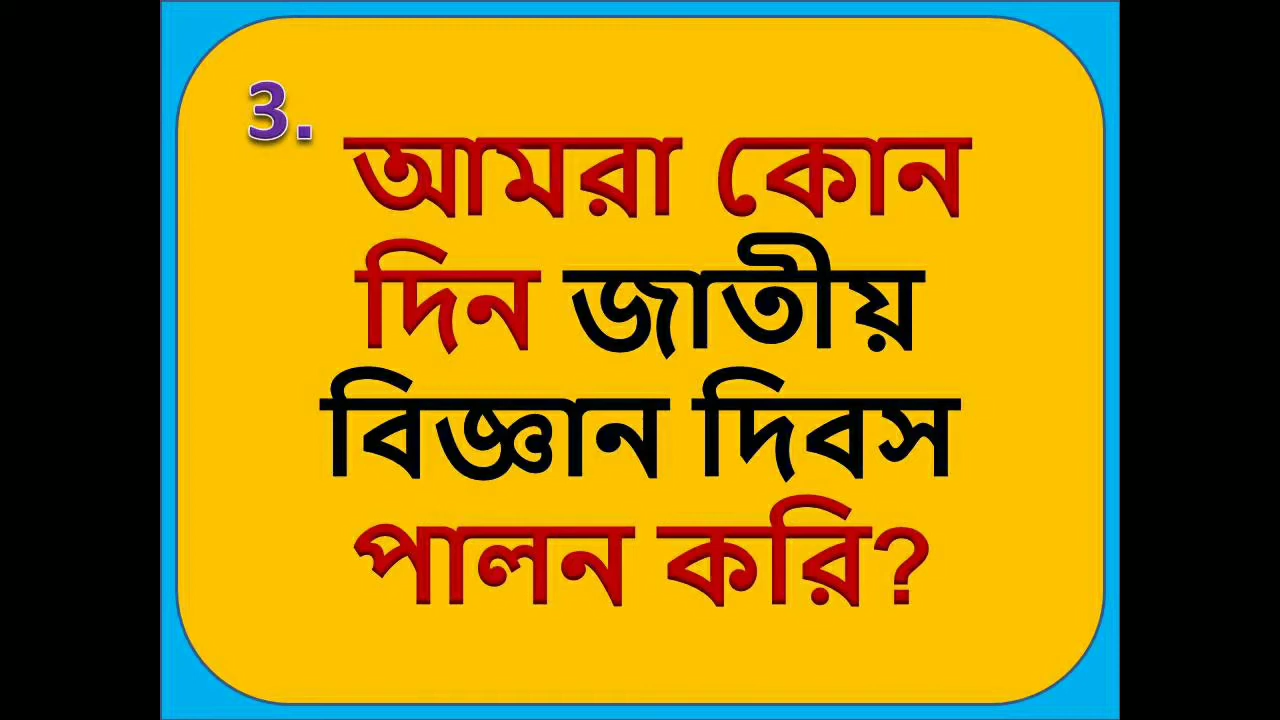 3.
আমরা কোন
দিন জাতীয়
বিজ্ঞান দিবস
পালন করি?